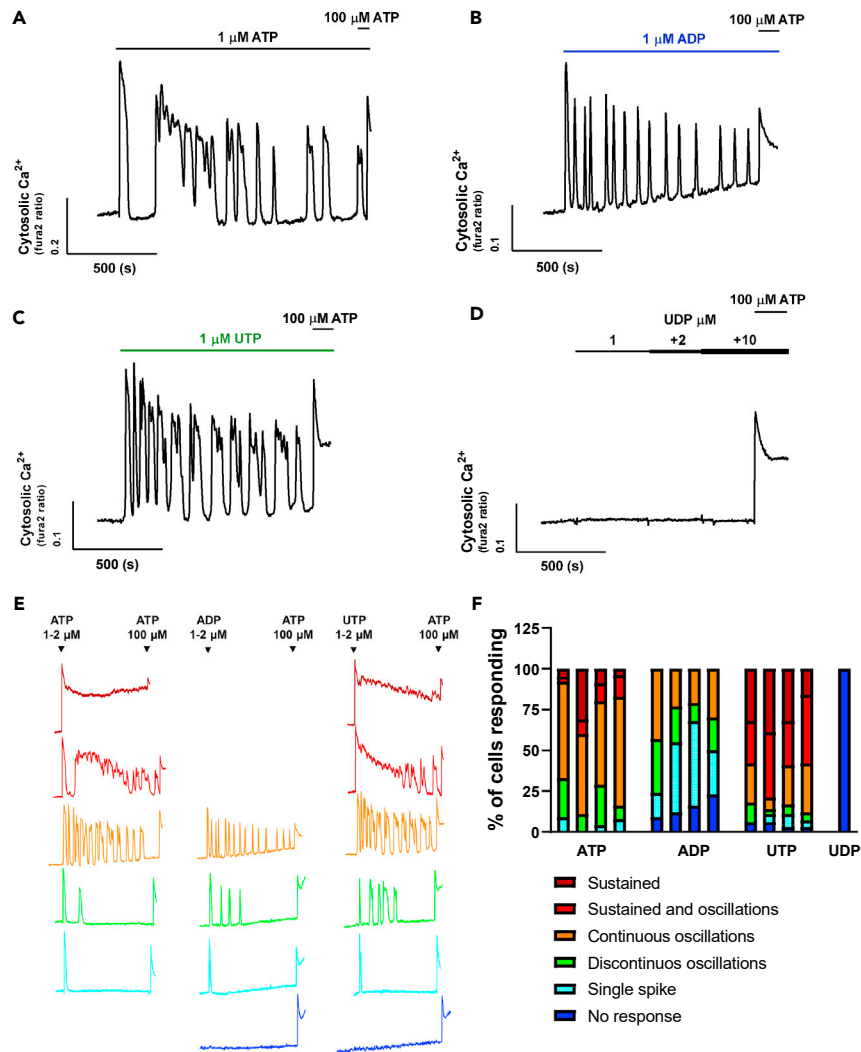 A
100 μM ATP
1 μM ATP
Cytosolic Ca²⁺
(fura2 ratio)
0.2
500 (s)
B
100 μM ATP
1 μM ADP
Cytosolic Ca²⁺
(fura2 ratio)
0.1
500 (s)
C
100 μM ATP
1 μM UTP
Cytosolic Ca²⁺
(fura2 ratio)
0.1
500 (s)
D
100 μM ATP
UDP μM
1 +2 +10
Cytosolic Ca²⁺
(fura2 ratio)
0.1
500 (s)
E
ATP ATP ADP ATP UTP ATP
1-2 μM 100 μM 1-2 μM 100 μM 1-2 μM 100 μM
F
% of cells responding
125
100
75
50
25
0
ATP ADP UTP UDP
Sustained
Sustained and oscillations
Continuous oscillations
Discontinuos oscillations
Single spike
No response